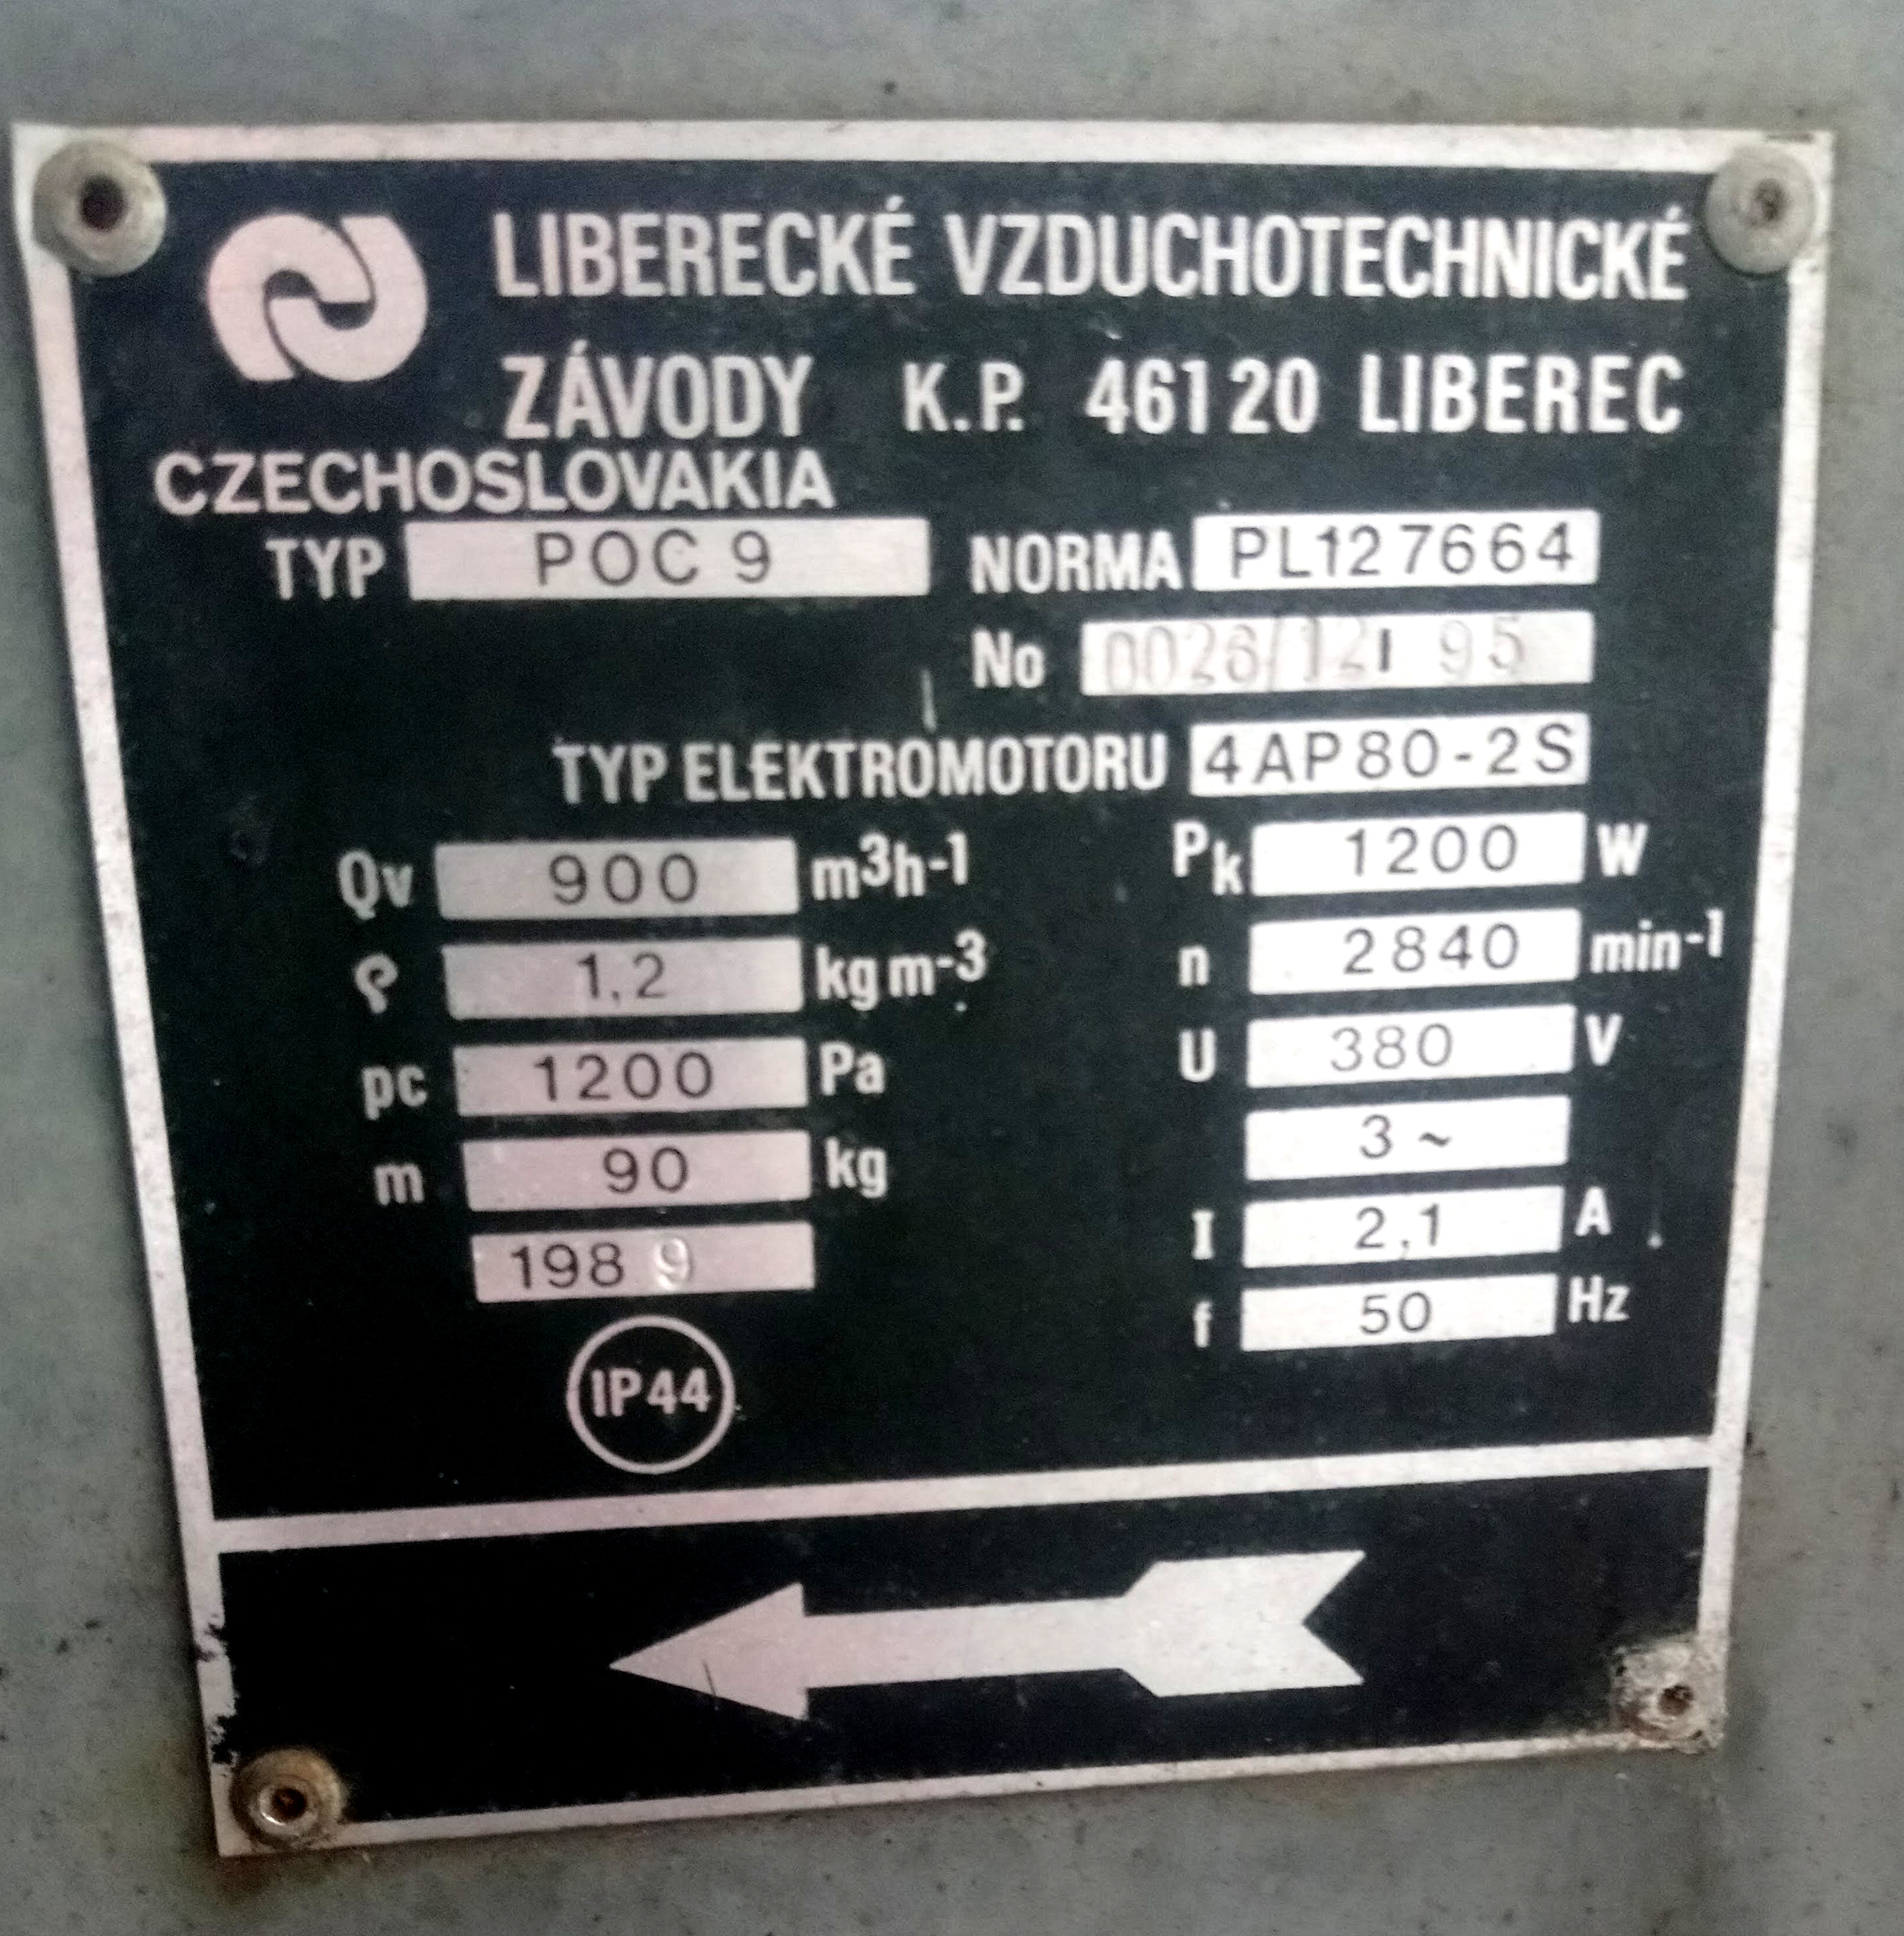 LIBERECKÉ VZDUCHOTECHNICKÉ
ZÁVODY K.P. 46120 LIBEREC
CZECHOSLOVAKIA
TYP POC 9 NORMA PL127664
No 95
TYP ELEKTROMOTORU 4AP80-2S
Qv 900 m3h-1 Pk 1200 W
ρ 1,2 kgm-3 n 2840 min-1
pc 1200 Pa U 380 V
m 90 kg 3~
1989 I 2,1 A
f 50 Hz
IP44